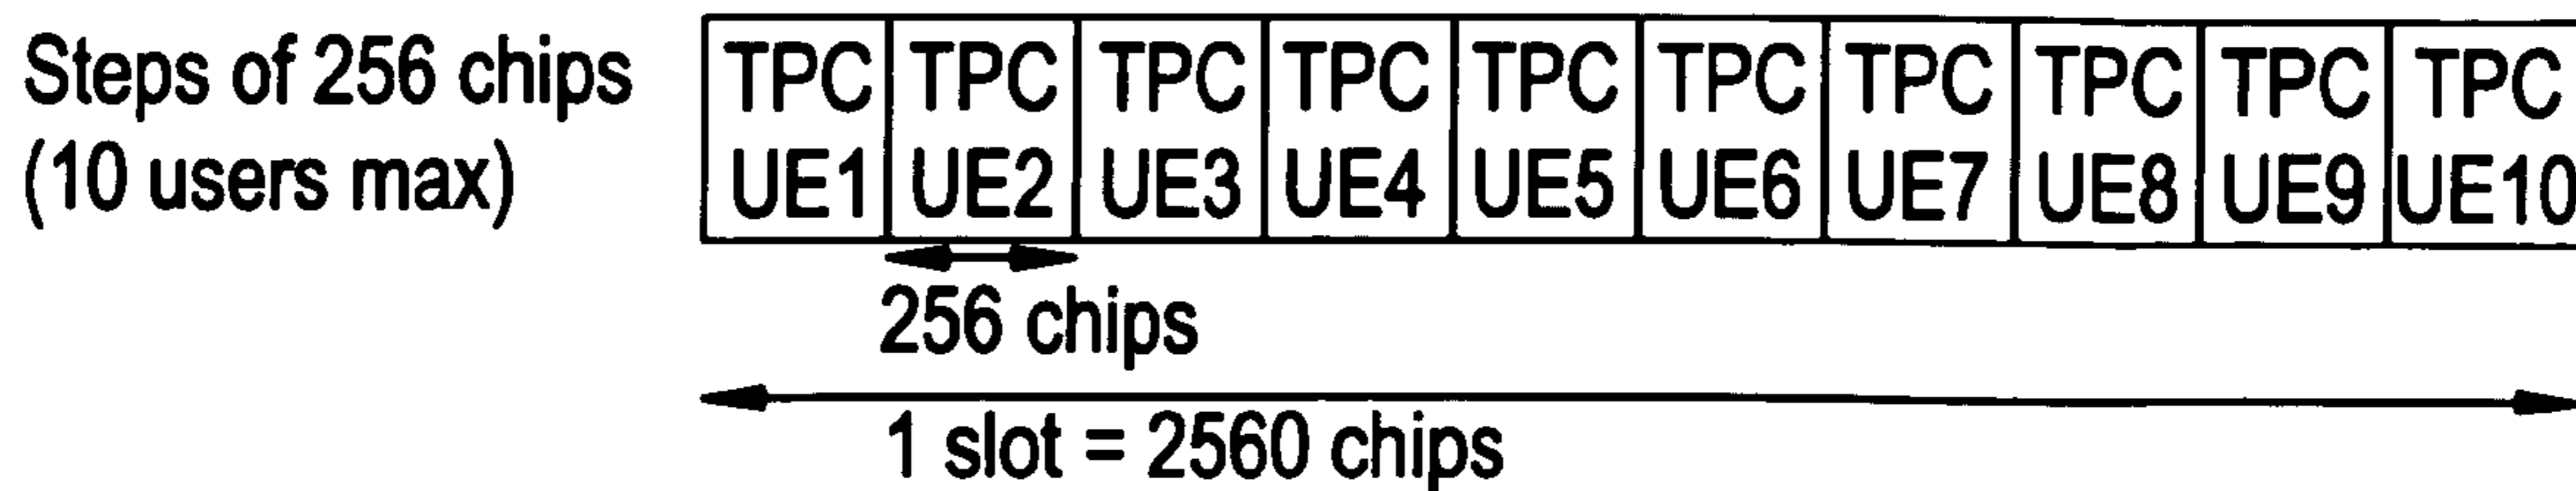 Steps of 256 chips
(10 users max)
TPC TPC TPC TPC TPC TPC TPC TPC TPC TPC
UE1 UE2 UE3 UE4 UE5 UE6 UE7 UE8 UE9 UE10
256 chips
1 slot = 2560 chips